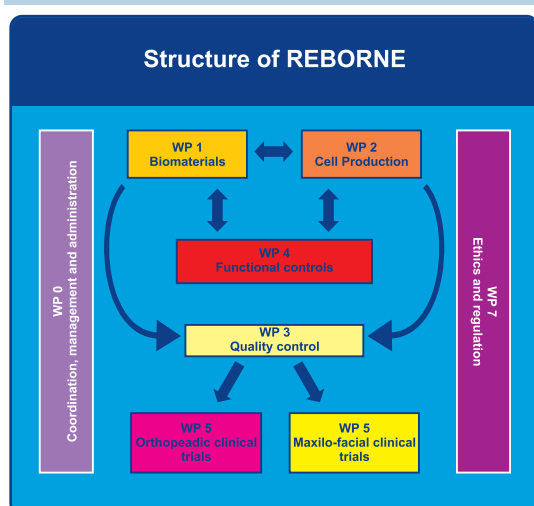 Structure of REBORNE
WP 0
Coordination, management and administration
WP 1
Biomaterials
WP 2
Cell Production
WP 4
Functional controls
WP 3
Quality control
WP 5
Orthopeadic clinical
trials
WP 5
Maxilo-facial clinical
trials
WP 7
Ethics and regulation